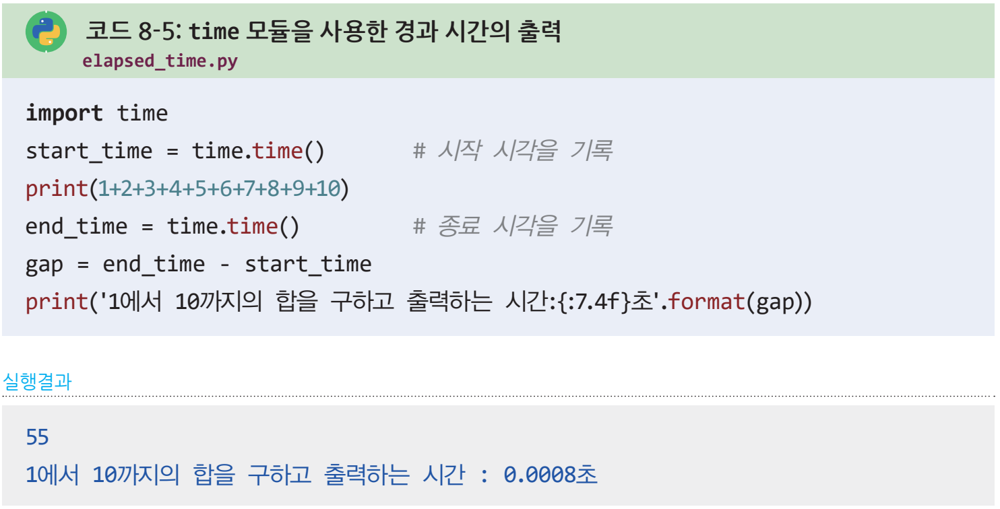 코드 8-5: time 모듈을 사용한 경과 시간의 출력
elapsed_time.py
import time
start_time = time.time() # 시작 시각을 기록
print(1+2+3+4+5+6+7+8+9+10)
end_time = time.time() # 종료 시각을 기록
gap = end_time - start_time
print('1에서 10까지의 합을 구하고 출력하는 시간:{:7.4f}초'.format(gap))
실행결과
55
1에서 10까지의 합을 구하고 출력하는 시간 : 0.0008초